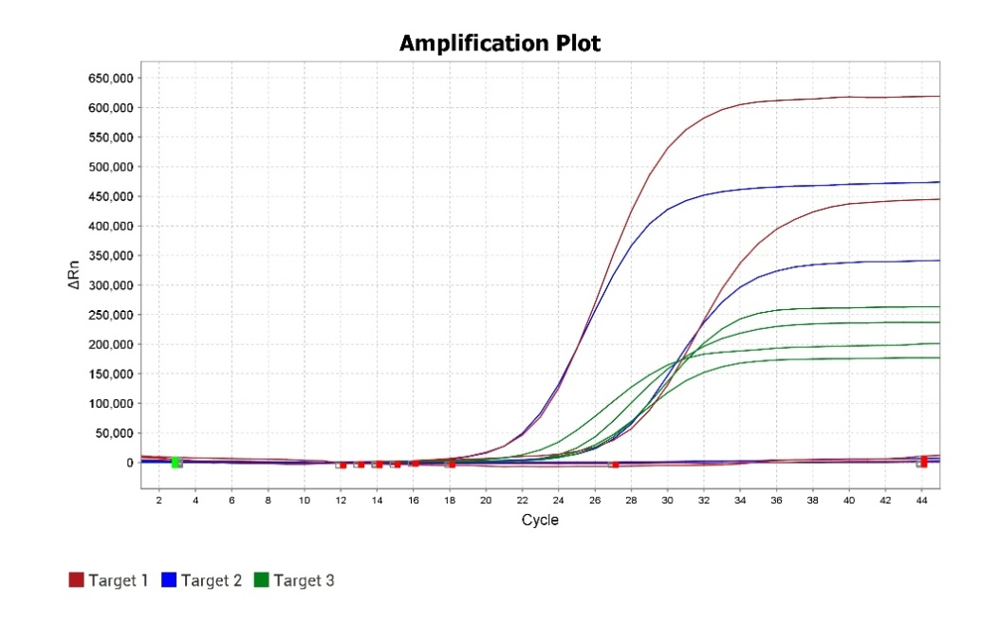 Amplification Plot
650,000
600,000
550,000
500,000
450,000
400,000
350,000
300,000
250,000
200,000
150,000
100,000
50,000
0
ΔRn
2 4 6 8 10 12 14 16 18 20 22 24 26 28 30 32 34 36 38 40 42 44
Cycle
Target 1 Target 2 Target 3